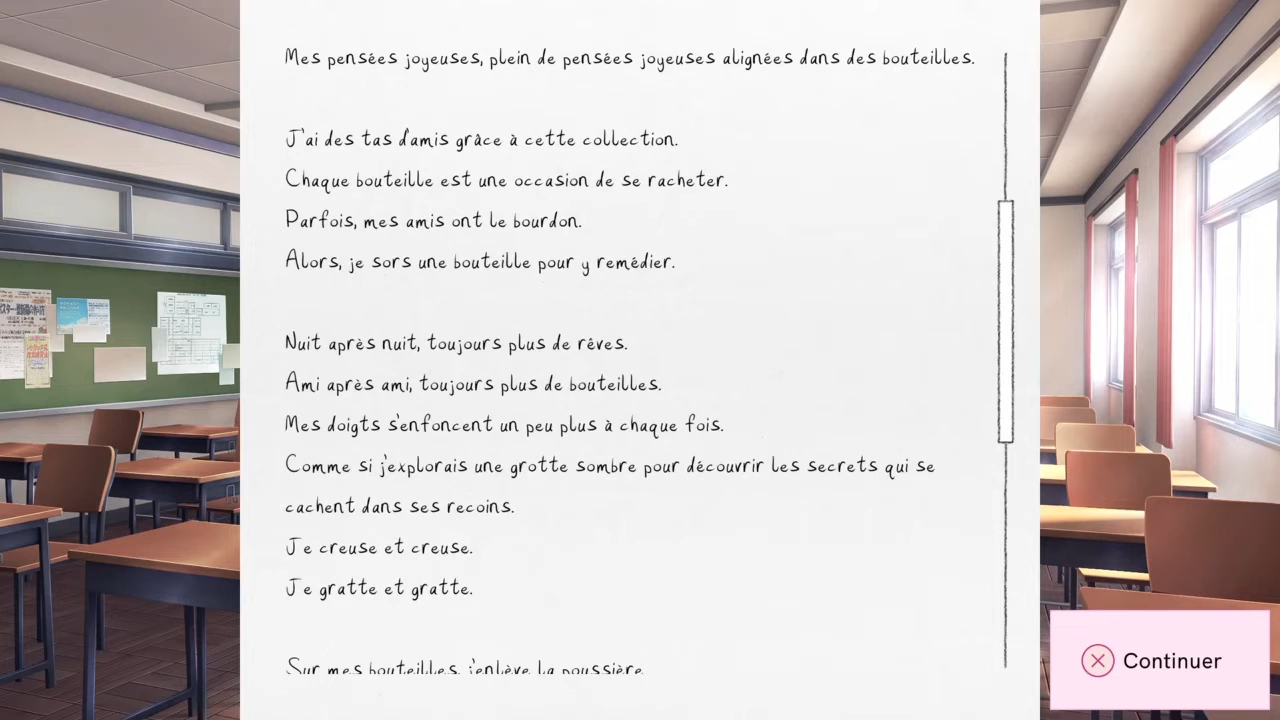 Mes pensées joyeuses, plein de pensées joyeuses alignées dans des bouteilles.
J'ai des tas d'amis grâce à cette collection.
Chaque bouteille est une occasion de se racheter.
Parfois, mes amis ont le bourdon.
Alors, je sors une bouteille pour y remédier.
Nuit après nuit, toujours plus de rêves.
Ami après ami, toujours plus de bouteilles.
Mes doigts s'enfoncent un peu plus à chaque fois.
Comme si j'explorais une grotte sombre pour découvrir les secrets qui se
cachent dans ses recoins.
Je creuse et creuse.
Je gratte et gratte.
Sur mes bouteilles, j'enlève la poussière
Continuer